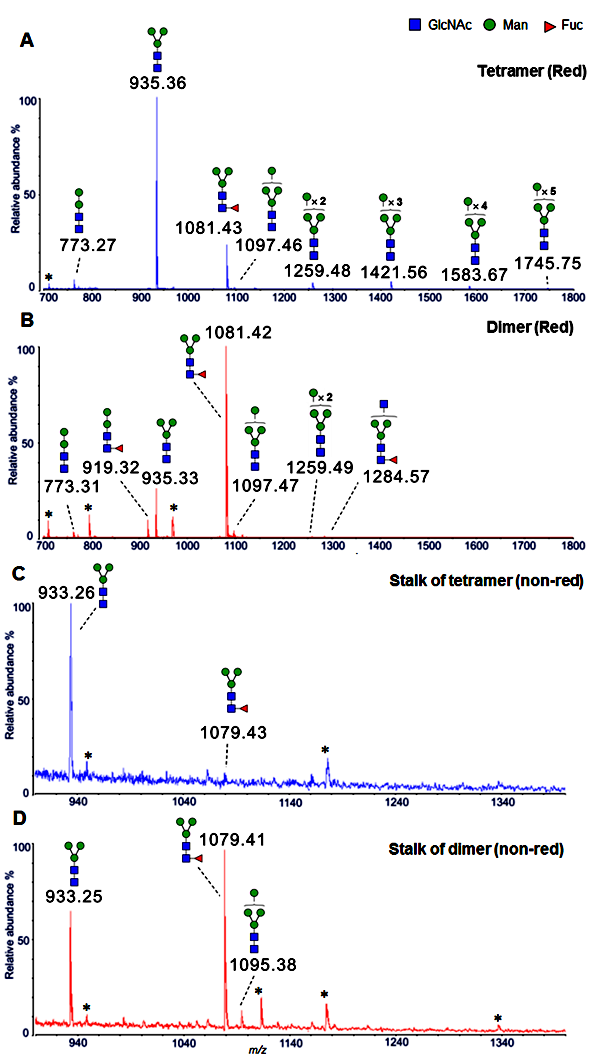 GlcNAc Man Fuc
A
Tetramer (Red)
935.36
773.27
1081.43
1097.46
×2
1259.48
×3
1421.56
×4
1583.67
×5
1745.75
*
Relative abundance %
100
50
0
700 800 900 1000 1100 1200 1300 1400 1500 1600 1700 1800
B
Dimer (Red)
1081.42
773.31
919.32
935.33
1097.47
×2
1259.49
1284.57
* * *
Relative abundance %
100
50
0
700 800 900 1000 1100 1200 1300 1400 1500 1600 1700 1800
C
Stalk of tetramer (non-red)
933.26
1079.43
* *
Relative abundance %
100
50
0
940 1040 1140 1240 1340
D
Stalk of dimer (non-red)
1079.41
933.25
1095.38
* * * *
Relative abundance %
100
50
0
940 1040 1140 1240 1340
m/z